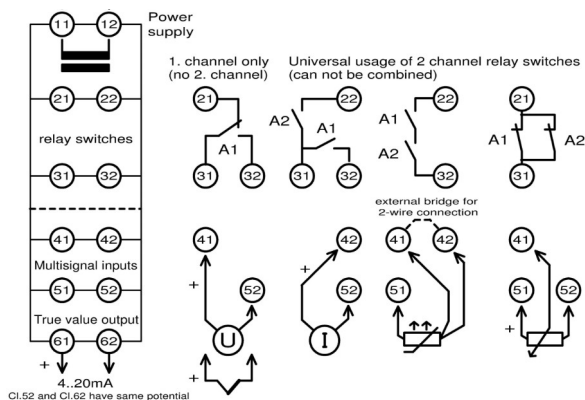 11 12 Power
supply
1. channel only
(no 2. channel)
Universal usage of 2 channel relay switches
(can not be combined)
21 22
relay switches
31 32
21
A1
31 32
22
A2
A1
31 32
22
A1
A2
32
21
A1 A2
31
external bridge for
2-wire connection
41 42
Multisignal inputs
51 52
True value output
61 62
+
4..20mA
Cl.52 and Cl.62 have same potential
41
+
52
U
+
42
+
52
I
41 42
51
41
51 52
+